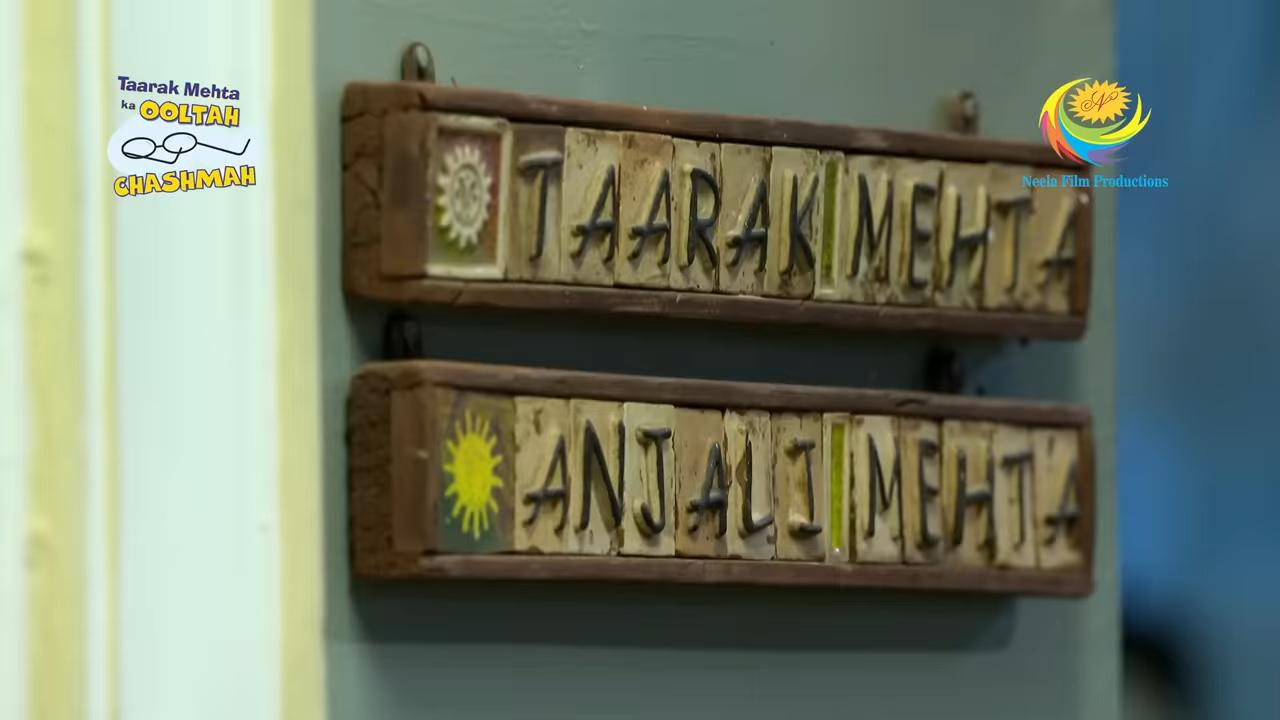 Taarak Mehta
ka OOLTAH
CHASHMAH
Neela Film Productions
TAARAK MEHTA
ANJALI MEHTA